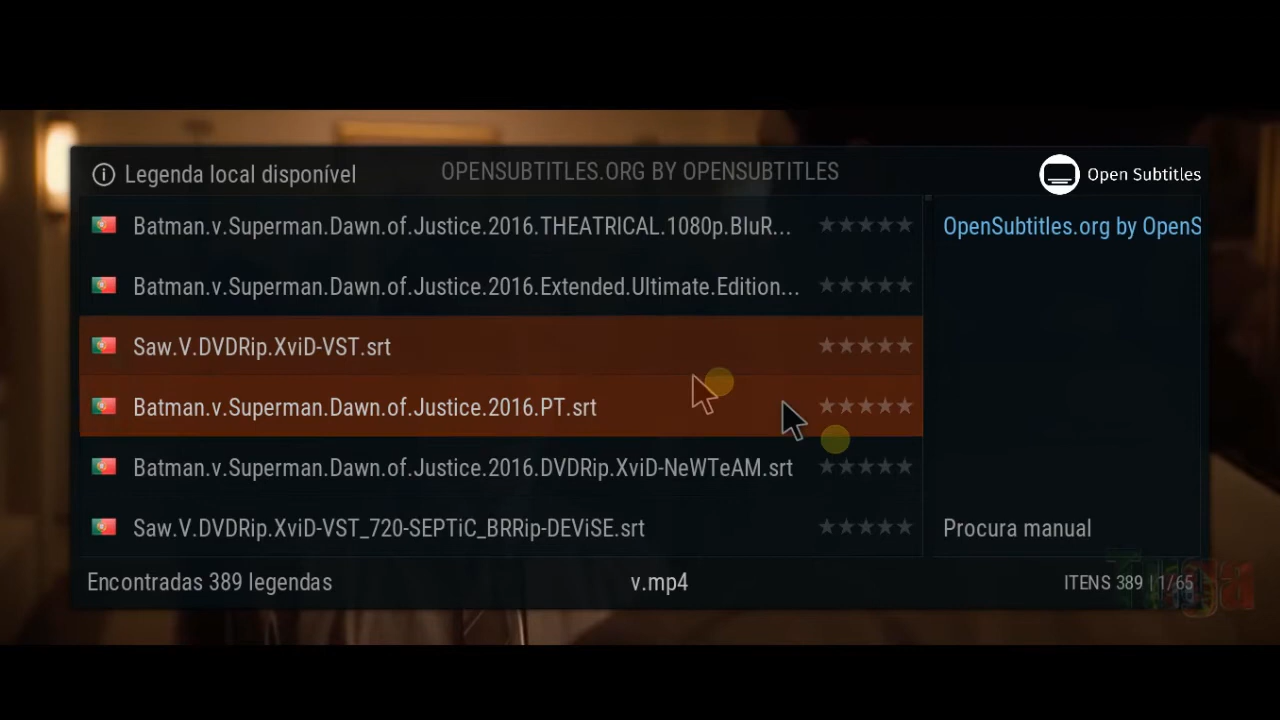 Legenda local disponível
OPENSUBTITLES.ORG BY OPENSUBTITLES
Open Subtitles
Batman.v.Superman.Dawn.of.Justice.2016.THEATRICAL.1080p.BluR...
OpenSubtitles.org by OpenS
Batman.v.Superman.Dawn.of.Justice.2016.Extended.Ultimate.Edition...
Saw.V.DVDRip.XviD-VST.srt
Batman.v.Superman.Dawn.of.Justice.2016.PT.srt
Batman.v.Superman.Dawn.of.Justice.2016.DVDRip.XviD-NeWTeAM.srt
Saw.V.DVDRip.XviD-VST_720-SEPTiC_BRRip-DEViSE.srt
Procura manual
Encontradas 389 legendas
v.mp4
ITENS 389 | 1/65